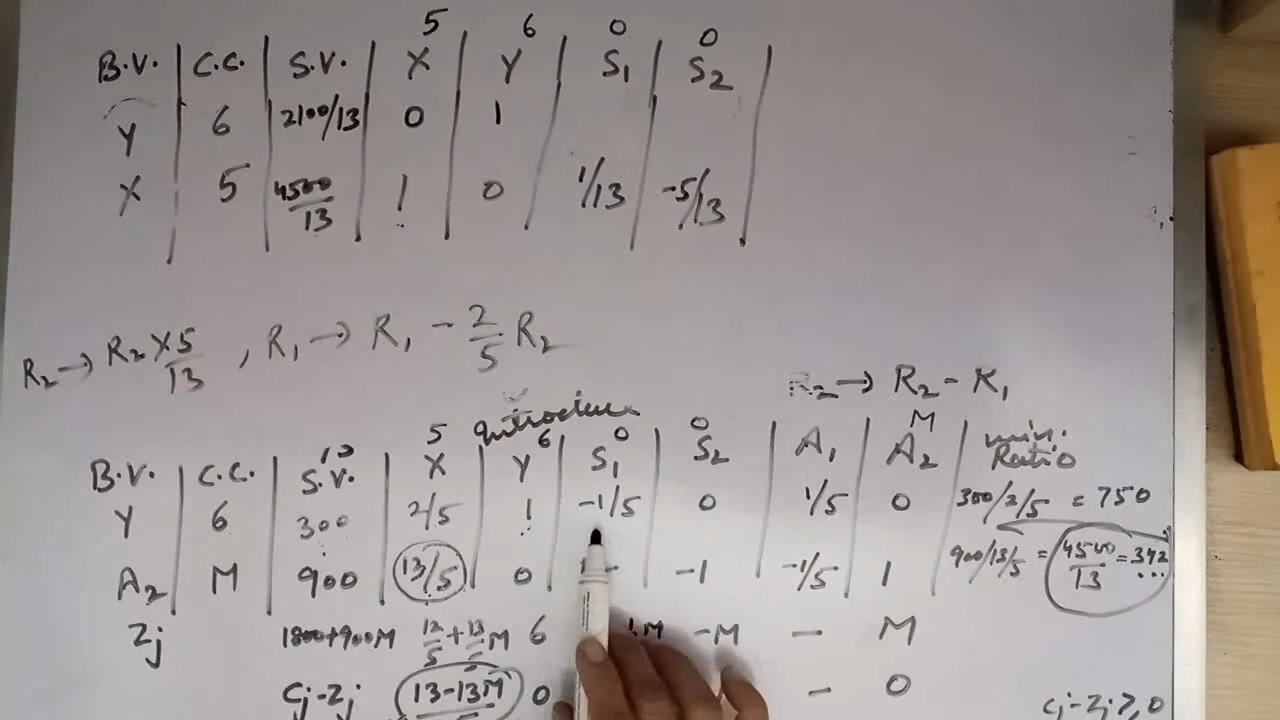 5 6 0 0
B.V. C.C. S.V. X Y S1 S2
Y 6 2100/13 0 1
X 5 4500/13 1 0 1/13 -5/13
R2 → R2 × 5/13 , R1 → R1 - 2/5 R2
R2 → R2 - R1
Introduce
5 6 0 0 M
B.V. C.C. S.V. X Y S1 S2 A1 A2 min. Ratio
Y 6 300 2/5 1 -1/5 0 1/5 0 300/2/5 = 750
A2 M 900 13/5 0 -1 -1/5 1 900/13/5 = 4500/13 = 342...
Zj 1800+900M 12/5 + 13/5 M 6 -M - M
Cj-Zj 13-13M 0 - 0
Cj-Zj ≥ 0